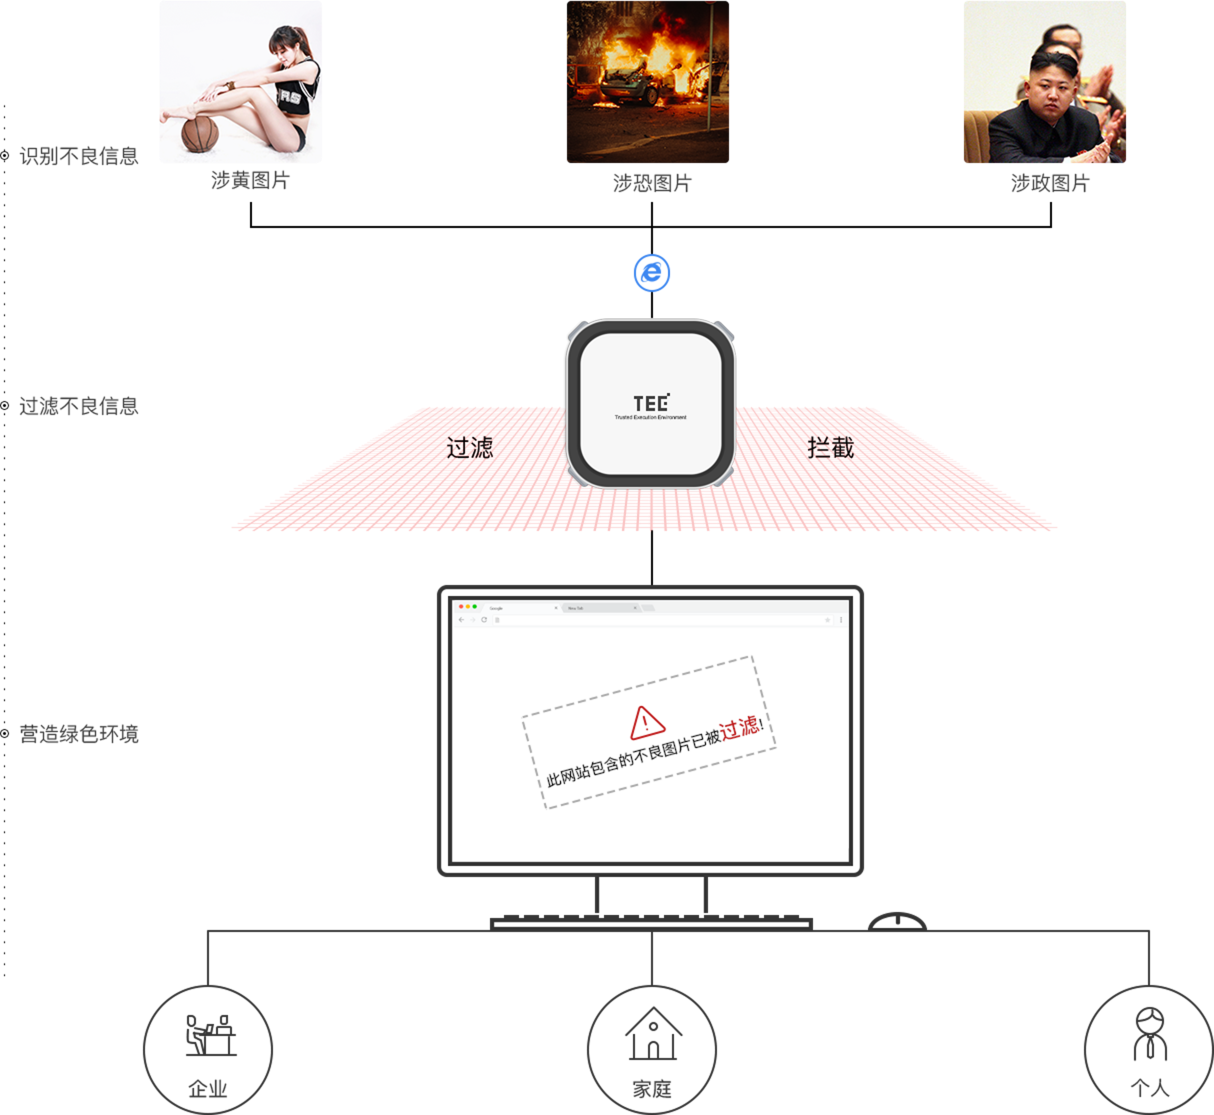 识别不良信息
涉黄图片
涉恐图片
涉政图片
过滤不良信息
TEE
Trusted Execution Environment
过滤
拦截
营造绿色环境
Google
New Tab
此网站包含的不良图片已被过滤!
企业
家庭
个人